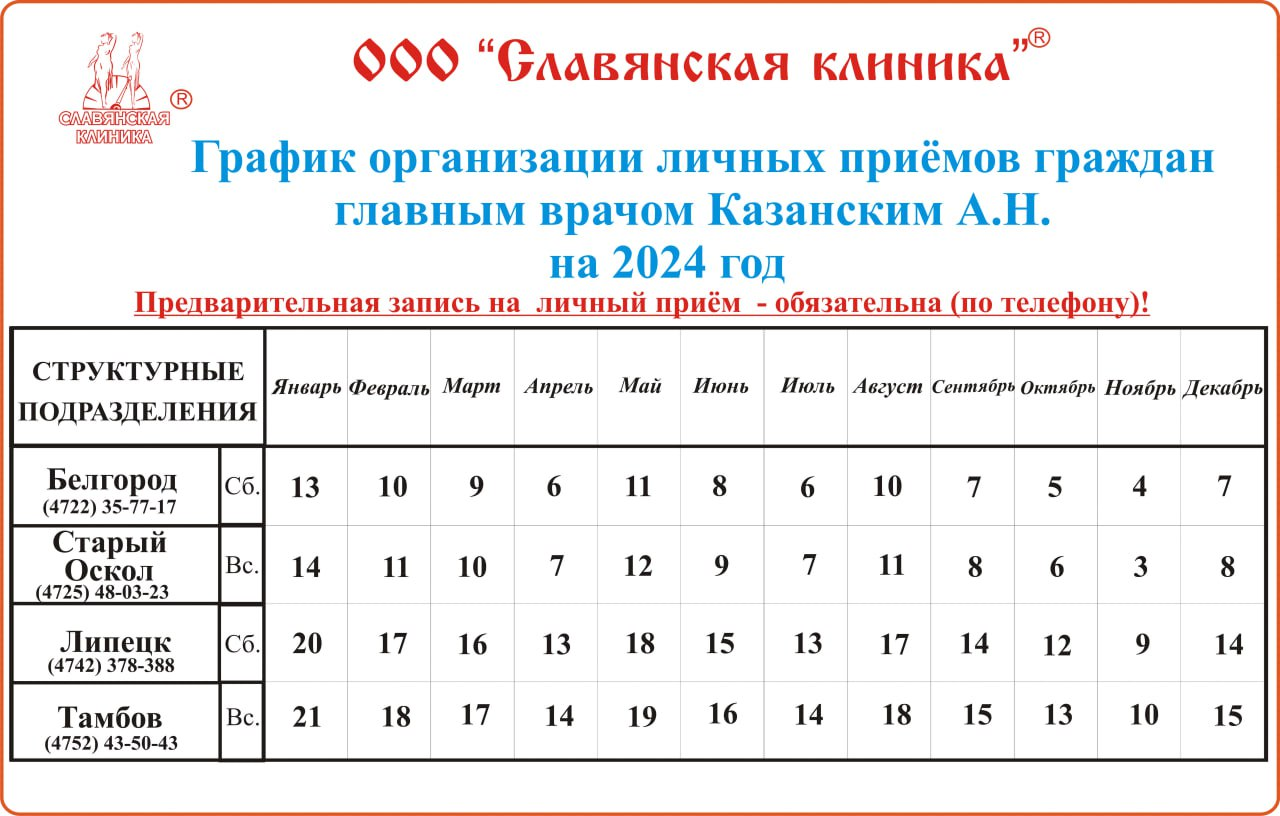 СЛАВЯНСКАЯ
КЛИНИКА
®
ООО “Славянская клиника”®
График организации личных приёмов граждан
главным врачом Казанским А.Н.
на 2024 год
Предварительная запись на личный приём - обязательна (по телефону)!
СТРУКТУРНЫЕ
ПОДРАЗДЕЛЕНИЯ
Январь Февраль Март Апрель Май Июнь Июль Август Сентябрь Октябрь Ноябрь Декабрь
Белгород
(4722) 35-77-17
Сб. 13 10 9 6 11 8 6 10 7 5 4 7
Старый
Оскол
(4725) 48-03-23
Вс. 14 11 10 7 12 9 7 11 8 6 3 8
Липецк
(4742) 378-388
Сб. 20 17 16 13 18 15 13 17 14 12 9 14
Тамбов
(4752) 43-50-43
Вс. 21 18 17 14 19 16 14 18 15 13 10 15